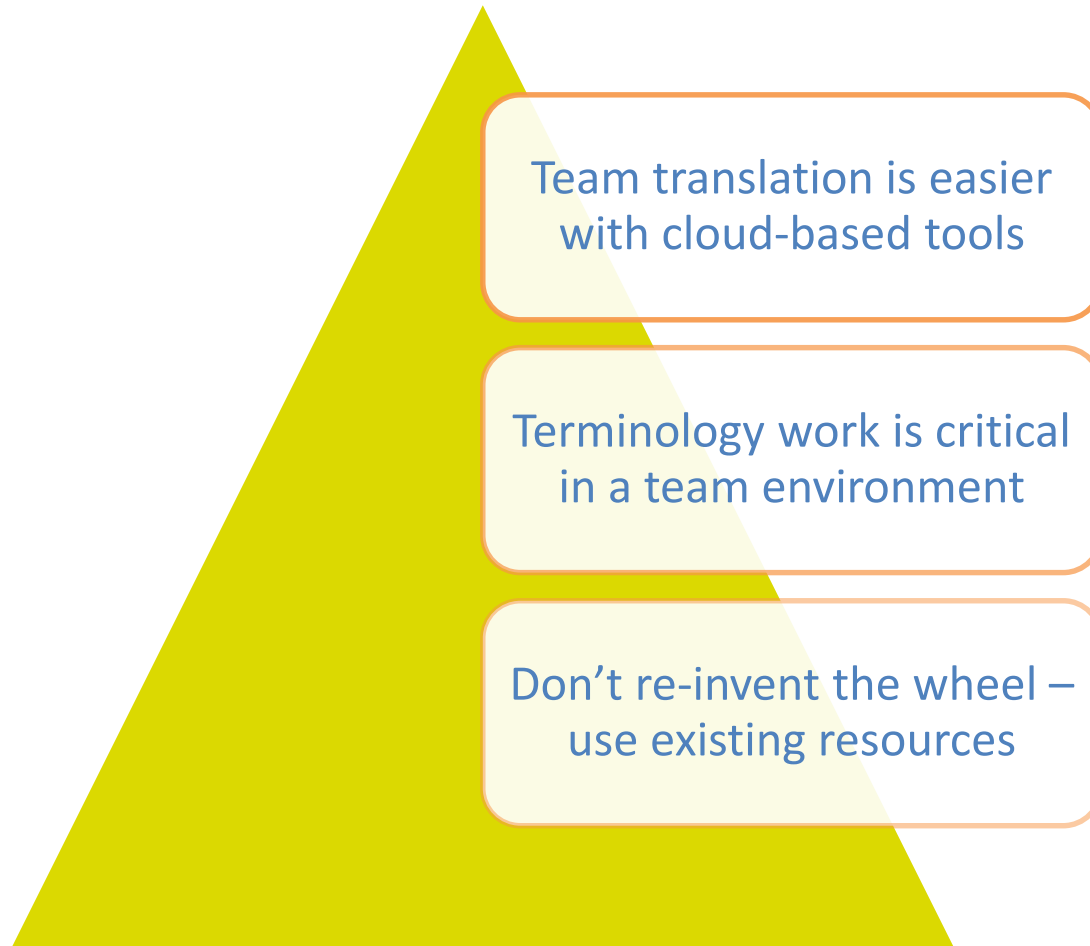 Team translation is easier
with cloud-based tools
Terminology work is critical
in a team environment
Don’t re-invent the wheel –
use existing resources